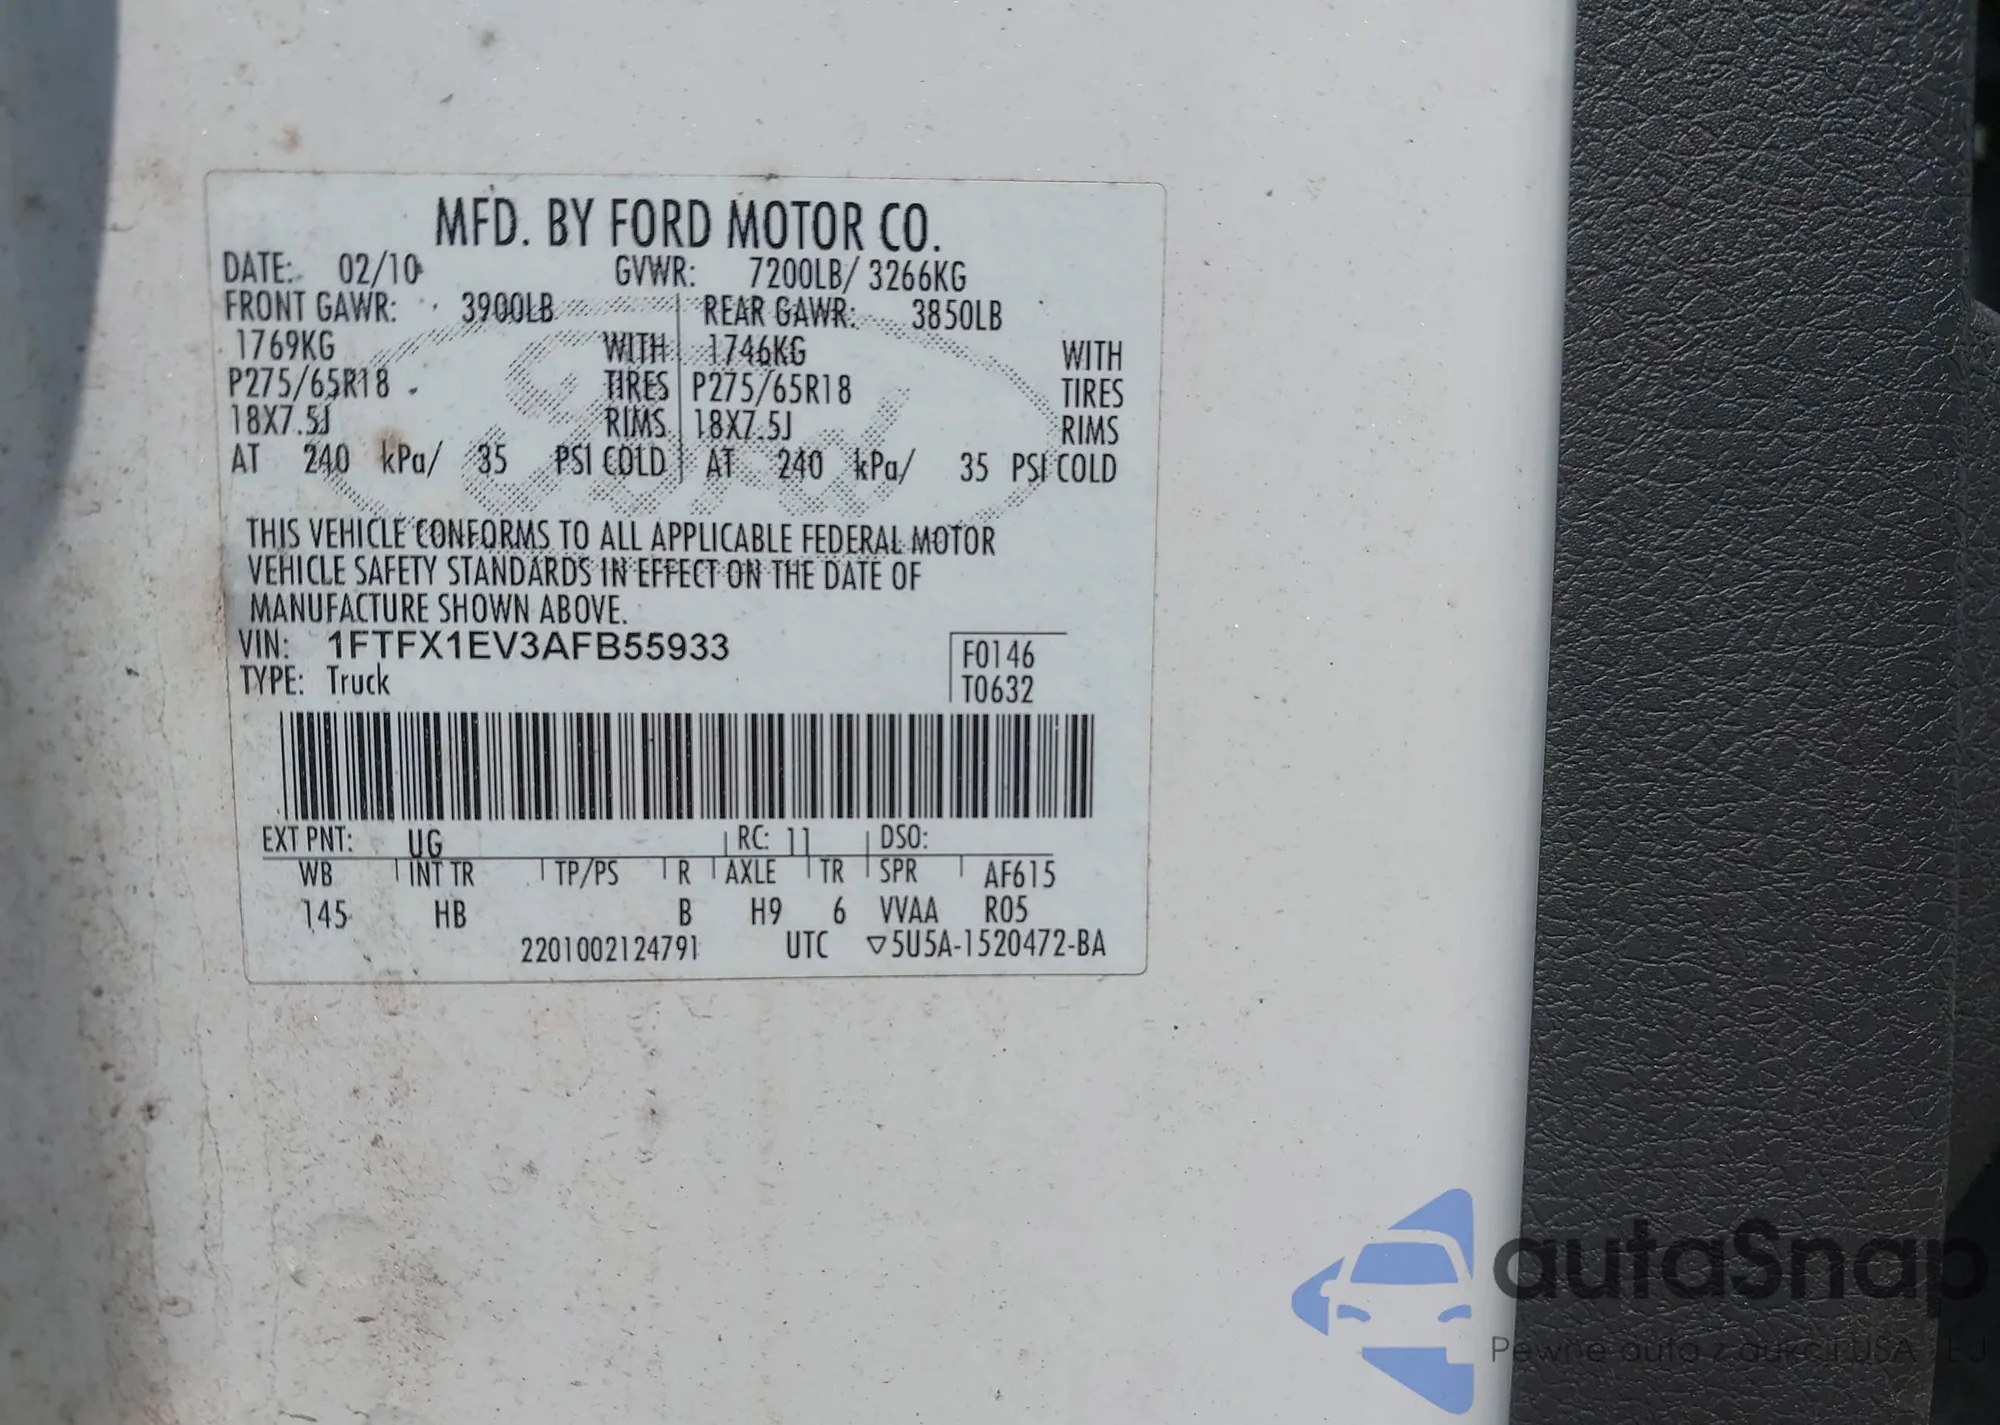 MFD. BY FORD MOTOR CO.
DATE: 02/10 GVWR: 7200LB/ 3266KG
FRONT GAWR: 3900LB REAR GAWR: 3850LB
1769KG WITH 1746KG WITH
P275/65R18 TIRES P275/65R18 TIRES
18X7.5J RIMS 18X7.5J RIMS
AT 240 kPa/ 35 PSI COLD AT 240 kPa/ 35 PSI COLD
Ford
THIS VEHICLE CONFORMS TO ALL APPLICABLE FEDERAL MOTOR
VEHICLE SAFETY STANDARDS IN EFFECT ON THE DATE OF
MANUFACTURE SHOWN ABOVE.
VIN: 1FTFX1EV3AFB55933 F0146
TYPE: Truck T0632
EXT PNT: UG RC: 11 DSO:
WB INT TR TP/PS R AXLE TR SPR AF615
145 HB B H9 6 VVAA R05
2201002124791 UTC ▽5U5A-1520472-BA
autaSnap
Pewne auto z aukcji USA